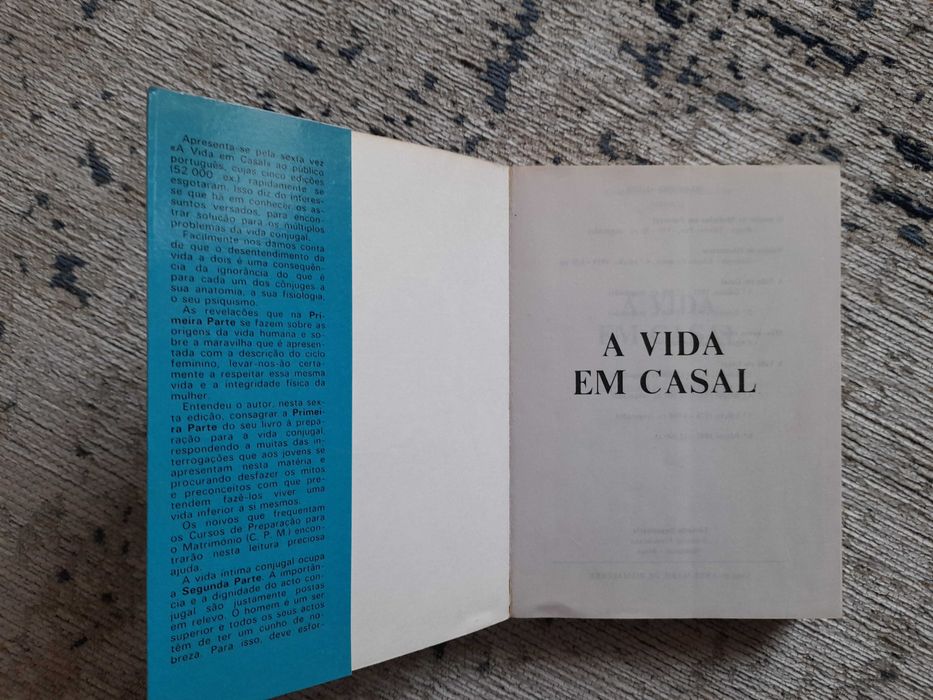 Apresenta-se pela sexta vez
«A Vida em Casal» ao público
português, cujas cinco edições
(52 000 ex.) rapidamente se
esgotaram. Isso diz do interes-
se que há em conhecer os as-
suntos versados, para encon-
trar solução para os múltiplos
problemas da vida conjugal.
Facilmente nos damos conta
de que o desentendimento da
vida a dois é uma consequên-
cia da ignorância do que é
para cada um dos cônjuges a
sua anatomia, a sua fisiologia,
o seu psiquismo.
As revelações que na Pri-
meira Parte se fazem sobre as
origens da vida humana e so-
bre a maravilha que é apresen-
tada com a descrição do ciclo
feminino, levar-nos-ão certa-
mente a respeitar essa mesma
vida e a integridade física da
mulher.
Entendeu o autor, nesta sex-
ta edição, consagrar a Primei-
ra Parte do seu livro à prepa-
ração para a vida conjugal,
respondendo a muitas das in-
terrogações que aos jovens se
apresentam nesta matéria e
procurando desfazer os mitos
e preconceitos com que pre-
tendem fazê-los viver uma
vida inferior a si mesmos.
Os noivos que frequentam
os Cursos de Preparação para
o Matrimónio (C. P. M.) encon-
trarão nesta leitura preciosa
ajuda.
A vida íntima conjugal ocupa
a Segunda Parte. A importân-
cia e a dignidade do acto con-
jugal são justamente postas
em relevo. O homem é um ser
superior e todos os seus actos
têm de ter um cunho de no-
breza. Para isso, deve esfor-
A VIDA
EM CASAL